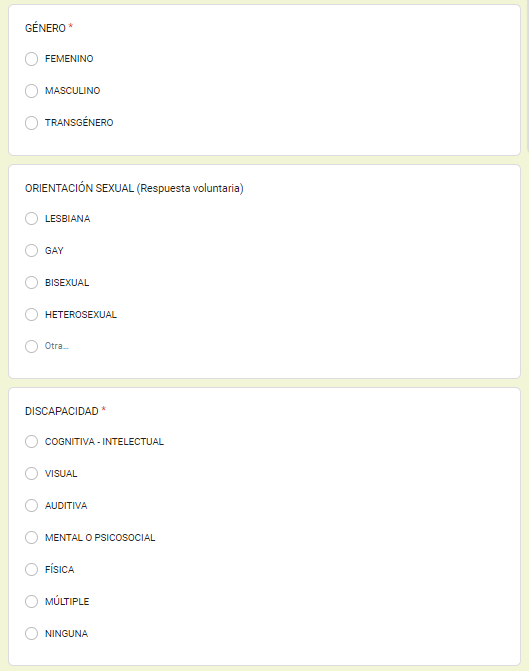 GÉNERO *
FEMENINO
MASCULINO
TRANSGÉNERO
ORIENTACIÓN SEXUAL (Respuesta voluntaria)
LESBIANA
GAY
BISEXUAL
HETEROSEXUAL
Otra...
DISCAPACIDAD *
COGNITIVA - INTELECTUAL
VISUAL
AUDITIVA
MENTAL O PSICOSOCIAL
FÍSICA
MÚLTIPLE
NINGUNA